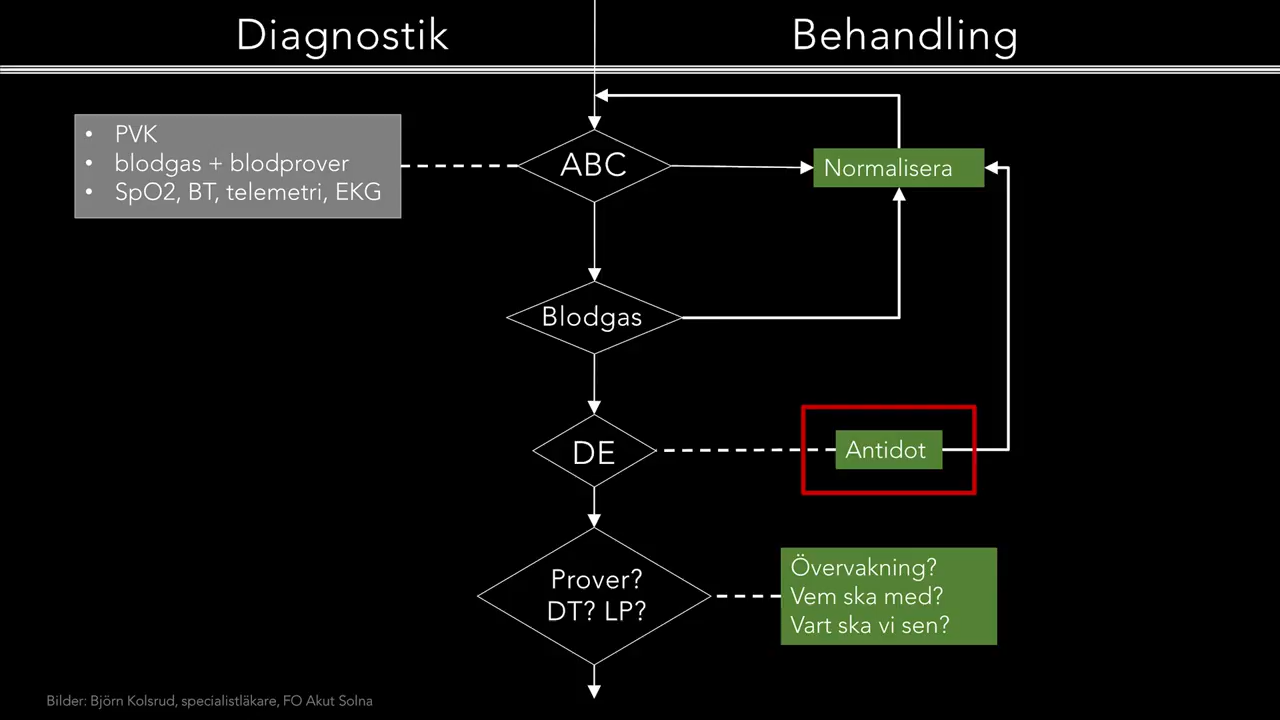 Diagnostik
Behandling
• PVK
• blodgas + blodprover
• SpO2, BT, telemetri, EKG
ABC
Normalisera
Blodgas
DE
Antidot
Prover?
DT? LP?
Övervakning?
Vem ska med?
Vart ska vi sen?
Bilder: Björn Kolsrud, specialistläkare, FO Akut Solna